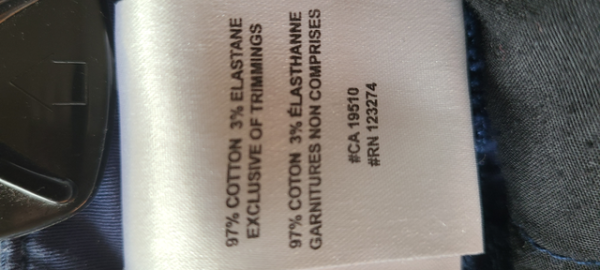 97% COTTON 3% ELASTANE
EXCLUSIVE OF TRIMMINGS
97% COTON 3% ÉLASTHANNE
GARNITURES NON COMPRISES
#CA 19510
#RN 123274